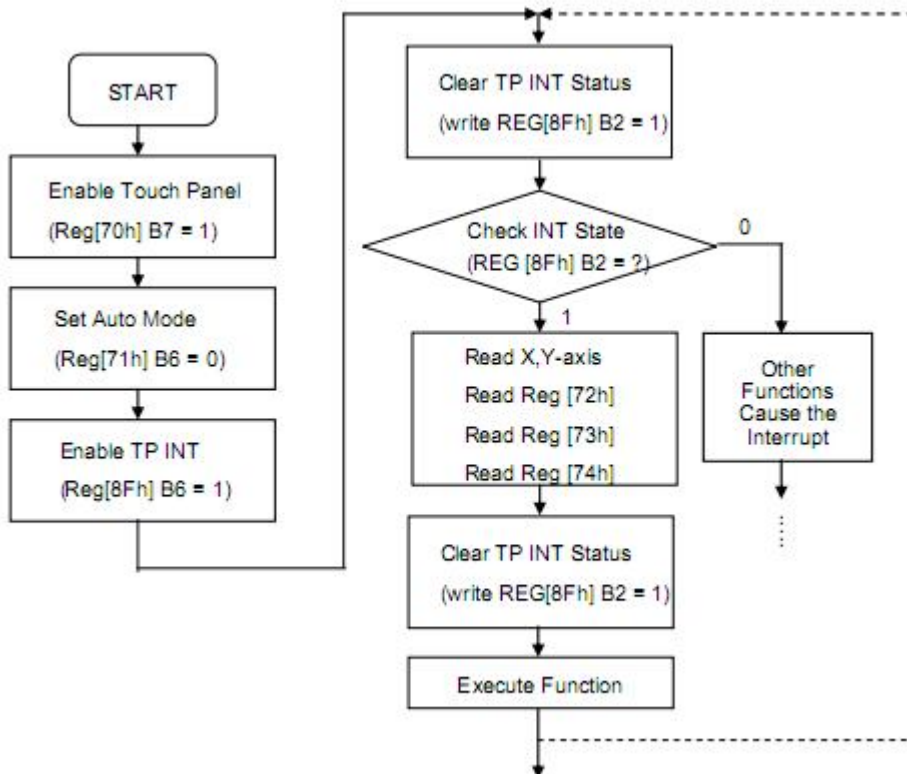 START
Enable Touch Panel
(Reg[70h] B7 = 1)
Set Auto Mode
(Reg[71h] B6 = 0)
Enable TP INT
(Reg[8Fh] B6 = 1)
Clear TP INT Status
(write REG[8Fh] B2 = 1)
Check INT State
(REG [8Fh] B2 = ?)
0
1
Read X,Y-axis
Read Reg [72h]
Read Reg [73h]
Read Reg [74h]
Other
Functions
Cause the
Interrupt
Clear TP INT Status
(write REG[8Fh] B2 = 1)
Execute Function